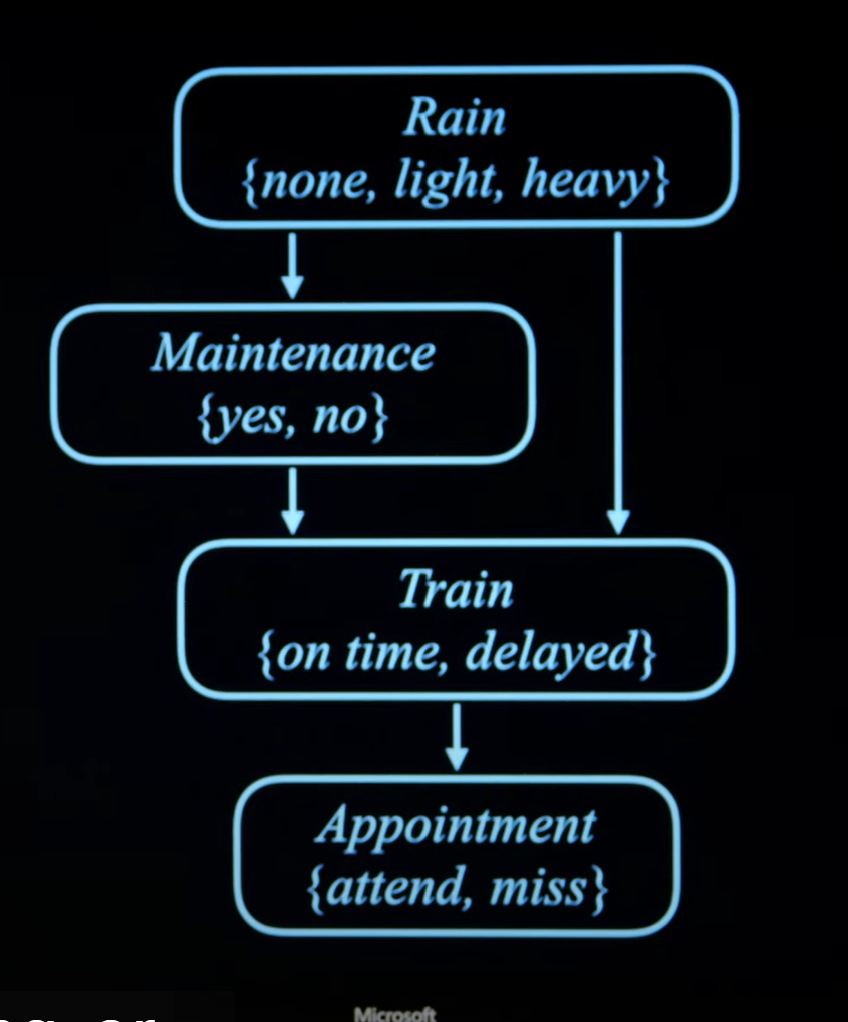 Rain
{none, light, heavy}
Maintenance
{yes, no}
Train
{on time, delayed}
Appointment
{attend, miss}
Microsoft